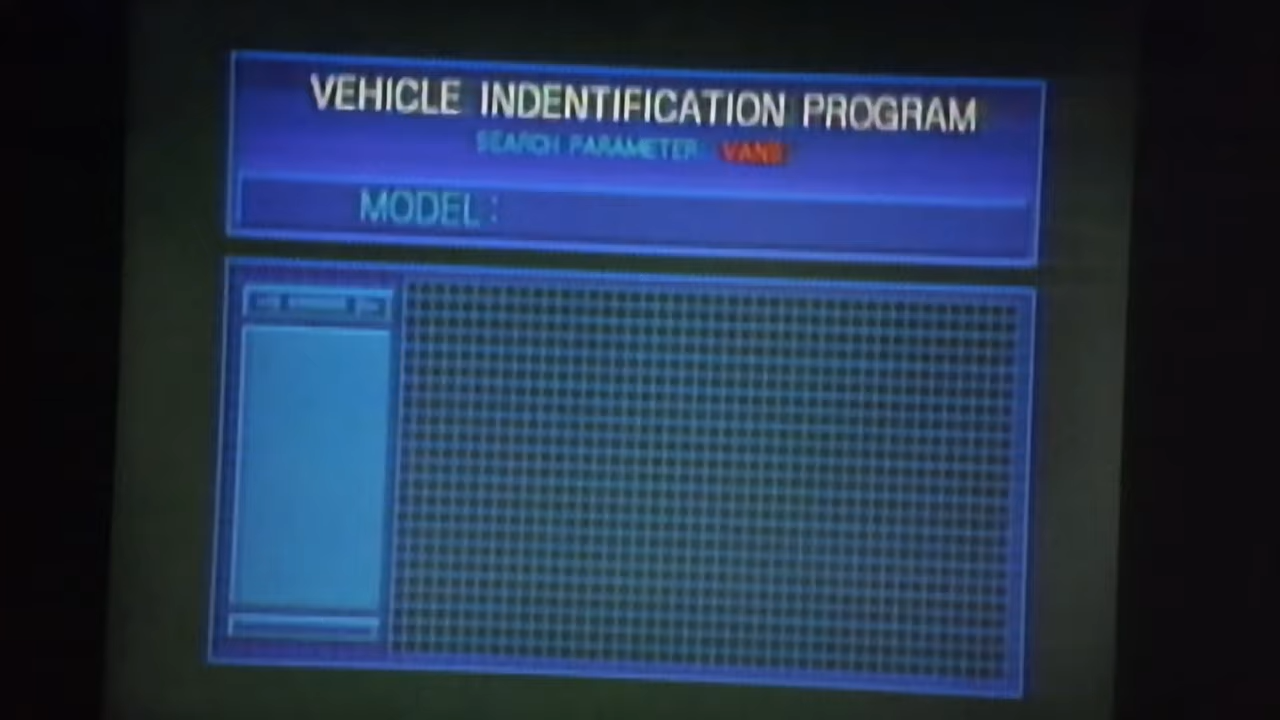 VEHICLE INDENTIFICATION PROGRAM
SEARCH PARAMETER: VANS
MODEL: